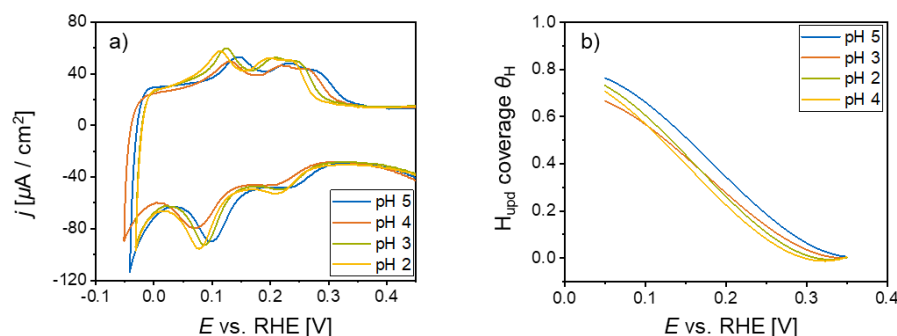 a)
80
40
0
-40
-80
-120
j [µA / cm²]
-0.1
0.0
0.1
0.2
0.3
0.4
E vs. RHE [V]
pH 5
pH 4
pH 3
pH 2
b)
1.0
0.8
0.6
0.4
0.2
0.0
H_upd coverage θ_H
0.0
0.1
0.2
0.3
0.4
E vs. RHE [V]
pH 5
pH 3
pH 2
pH 4